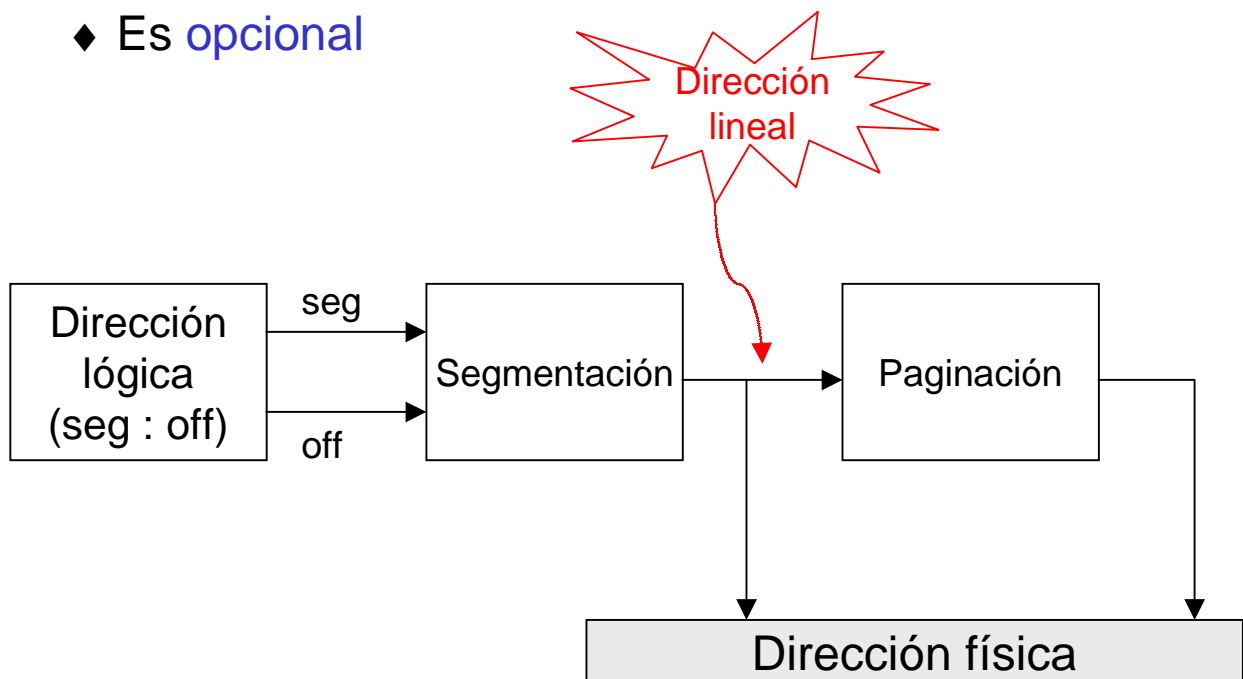 ♦ Es opcional
Dirección
lineal
Dirección
lógica
(seg : off)
seg
off
Segmentación
Paginación
Dirección física